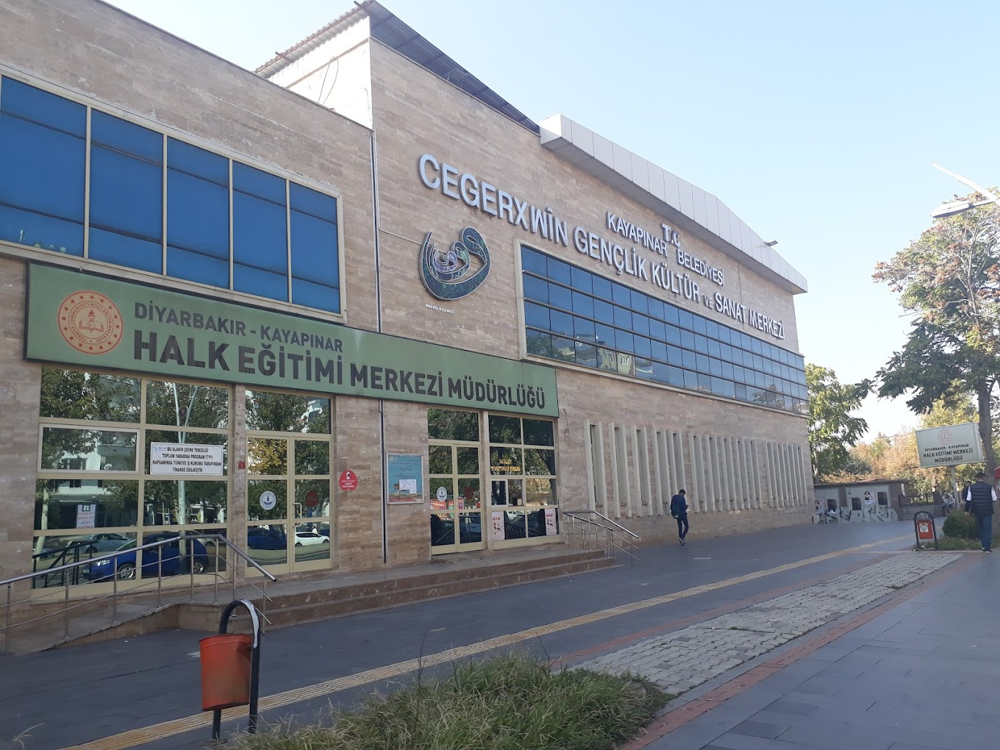 T.C
KAYAPINAR BELEDİYESİ
CEGERXWÎN GENÇLİK KÜLTÜR VE SANAT MERKEZİ
DİYARBAKIR - KAYAPINAR
HALK EĞİTİMİ MERKEZİ MÜDÜRLÜĞÜ
BU ALANIN ÇEVRE TEMİZLİĞİ
TOPLUM YARARINA PROGRAM (TYP)
KAPSAMINDA TÜRKİYE İŞ KURUMU TARAFINDAN
FİNANSE EDİLMİŞTİR
DİYARBAKIR - KAYAPINAR
HALK EĞİTİMİ MERKEZİ
MÜDÜRLÜĞÜ